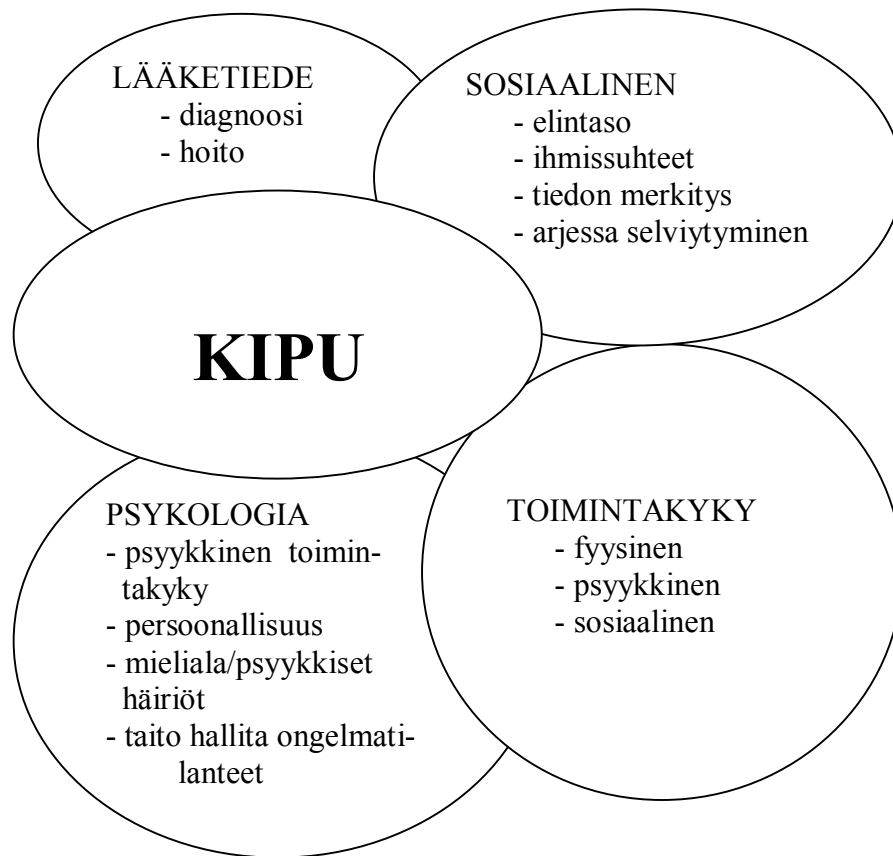 LÄÄKETIEDE
- diagnoosi
- hoito
SOSIAALINEN
- elintaso
- ihmissuhteet
- tiedon merkitys
- arjessa selviytyminen
KIPU
PSYKOLOGIA
- psyykkinen toimin-
takyky
- persoonallisuus
- mieliala/psyykkiset
häiriöt
- taito hallita ongelmati-
lanteet
TOIMINTAKYKY
- fyysinen
- psyykkinen
- sosiaalinen